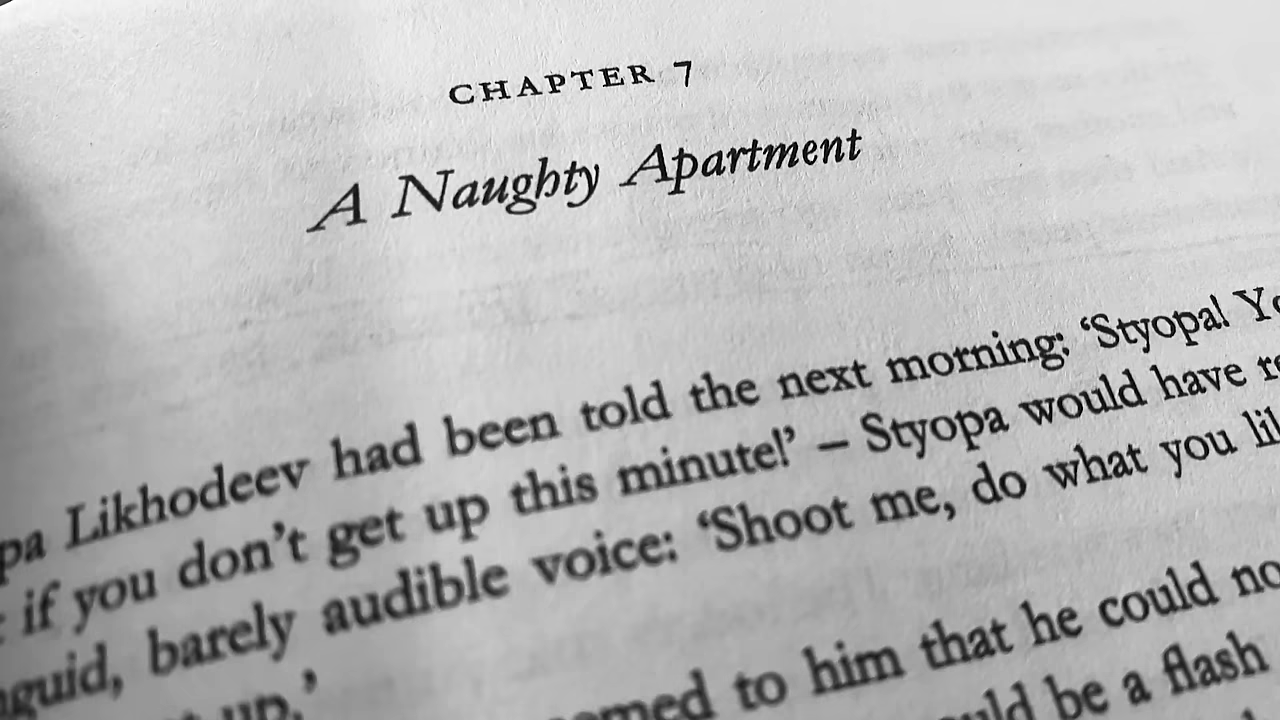 CHAPTER 7
A Naughty Apartment
pa Likhodeev had been told the next morning: ‘Styopa! Yo
if you don’t get up this minute!’ – Styopa would have re
guid, barely audible voice: ‘Shoot me, do what you lik
up.’
emed to him that he could no
uld be a flash